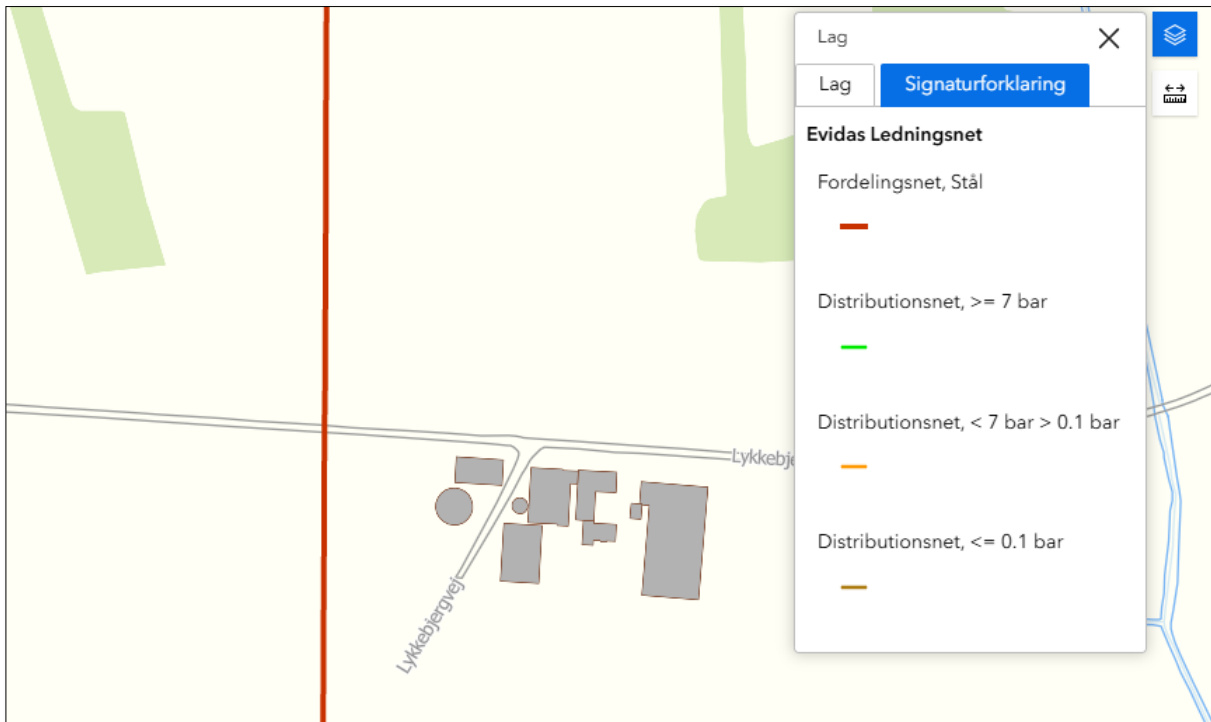 Lag
Lag
Signaturforklaring
Evidas Ledningsnet
Fordelingsnet, Stål
Distributionsnet, >= 7 bar
Distributionsnet, < 7 bar > 0.1 bar
Distributionsnet, <= 0.1 bar
Lykkebje
Lykkebjergvej